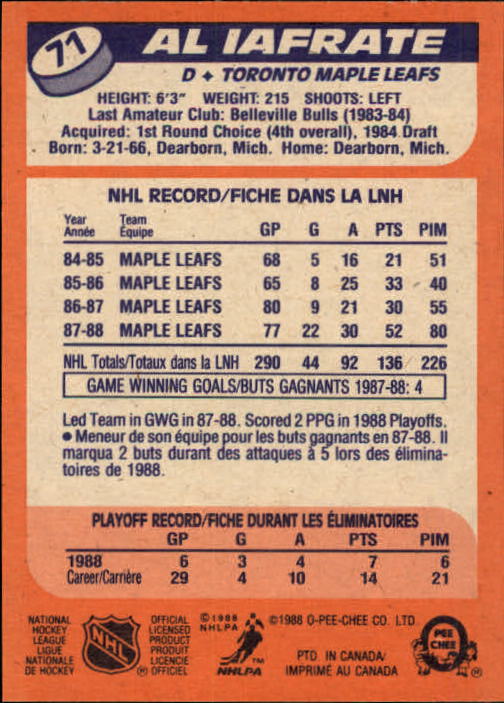 71
AL IAFRATE
D ♦ TORONTO MAPLE LEAFS
HEIGHT: 6'3" WEIGHT: 215 SHOOTS: LEFT
Last Amateur Club: Belleville Bulls (1983-84)
Acquired: 1st Round Choice (4th overall), 1984 Draft
Born: 3-21-66, Dearborn, Mich. Home: Dearborn, Mich.
NHL RECORD/FICHE DANS LA LNH
Year Team
Année Équipe GP G A PTS PIM
84-85 MAPLE LEAFS 68 5 16 21 51
85-86 MAPLE LEAFS 65 8 25 33 40
86-87 MAPLE LEAFS 80 9 21 30 55
87-88 MAPLE LEAFS 77 22 30 52 80
NHL Totals/Totaux dans la LNH 290 44 92 136 226
GAME WINNING GOALS/BUTS GAGNANTS 1987-88: 4
Led Team in GWG in 87-88. Scored 2 PPG in 1988 Playoffs.
● Meneur de son équipe pour les buts gagnants en 87-88. Il
marqua 2 buts durant des attaques à 5 lors des élimina-
toires de 1988.
PLAYOFF RECORD/FICHE DURANT LES ÉLIMINATOIRES
GP G A PTS PIM
1988 6 3 4 7 6
Career/Carrière 29 4 10 14 21
NATIONAL
HOCKEY
LEAGUE
LIGUE
NATIONALE
DE HOCKEY
NHL
®
OFFICIAL
LICENSED
PRODUCT
PRODUIT
LICENCIE
OFFICIEL
©1988
NHLPA
™
NHLPA
©1988 O-PEE-CHEE CO. LTD.
PTD IN CANADA/
IMPRIMÉ AU CANADA
O
PEE
CHEE
®